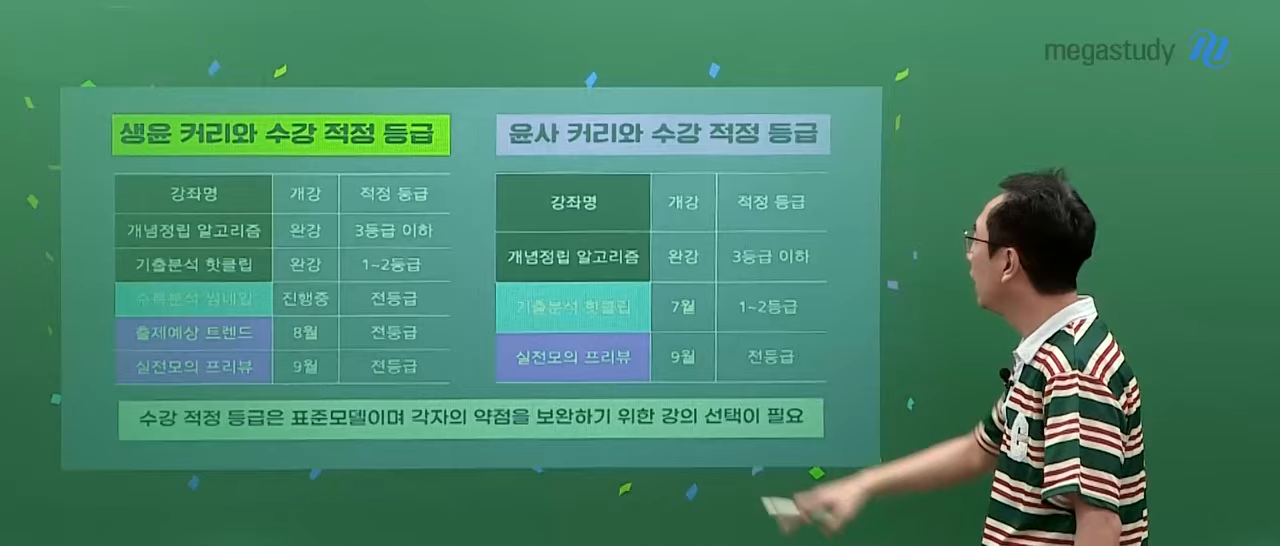 megastudy
생윤 커리와 수강 적정 등급
강좌명 개강 적정 등급
개념정립 알고리즘 완강 3등급 이하
기출분석 핫클립 완강 1~2등급
수특분석 썸네일 진행중 전등급
출제예상 트렌드 8월 전등급
실전모의 프리뷰 9월 전등급
윤사 커리와 수강 적정 등급
강좌명 개강 적정 등급
개념정립 알고리즘 완강 3등급 이하
기출분석 핫클립 7월 1~2등급
실전모의 프리뷰 9월 전등급
수강 적정 등급은 표준모델이며 각자의 약점을 보완하기 위한 강의 선택이 필요